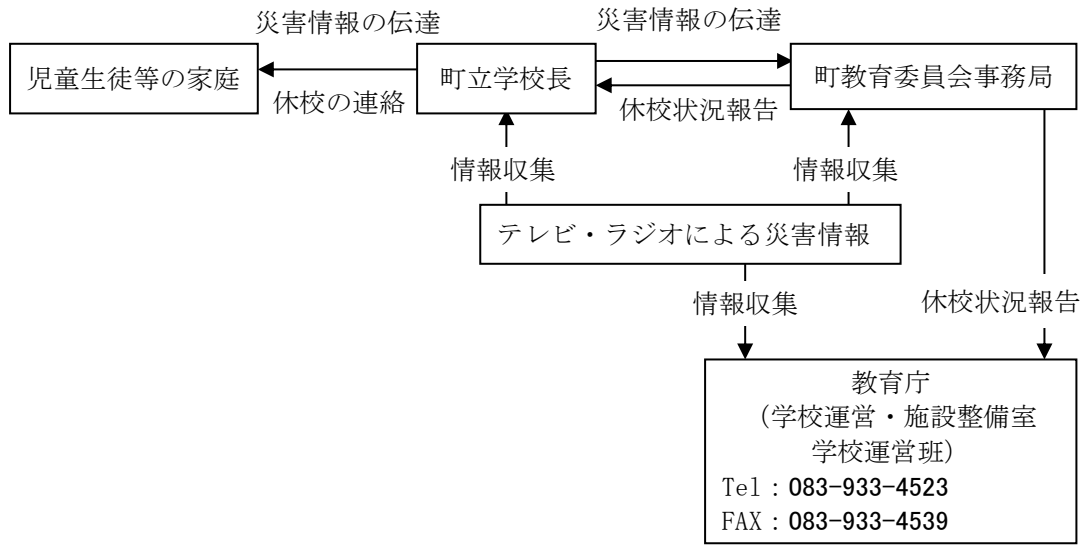 災害情報の伝達
災害情報の伝達
児童生徒等の家庭
町立学校長
町教育委員会事務局
休校の連絡
休校状況報告
情報収集
情報収集
テレビ・ラジオによる災害情報
情報収集
休校状況報告
教育庁
（学校運営・施設整備室
学校運営班）
Tel：083-933-4523
FAX：083-933-4539